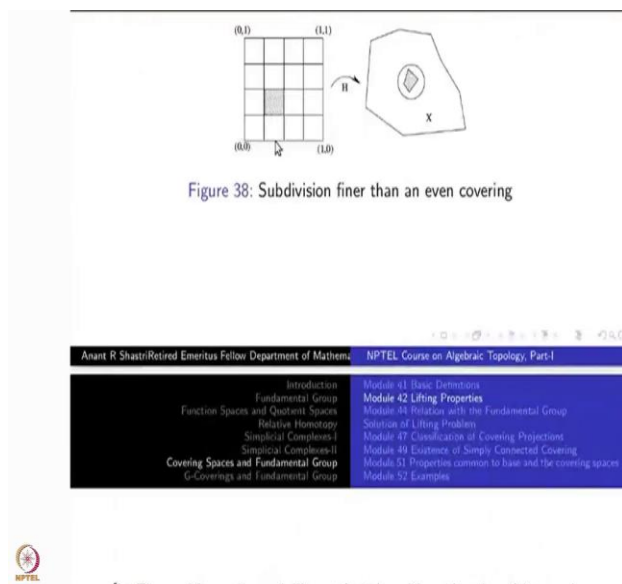 (0,1) (1,1)
H
X
(0,0) (1,0)
Figure 38: Subdivision finer than an even covering
Anant R ShastriRetired Emeritus Fellow Department of Mathema NPTEL Course on Algebraic Topology, Part-I
Introduction
Fundamental Group
Function Spaces and Quotient Spaces
Relative Homotopy
Simplicial Complexes-I
Simplicial Complexes-II
Covering Spaces and Fundamental Group
G-Coverings and Fundamental Group
Module 41 Basic Definitions
Module 42 Lifting Properties
Module 44 Relation with the Fundamental Group
Solution of Lifting Problem
Module 47 Classification of Covering Projections
Module 49 Existence of Simply Connected Covering
Module 51 Properties common to base and the covering spaces
Module 52 Examples
NPTEL